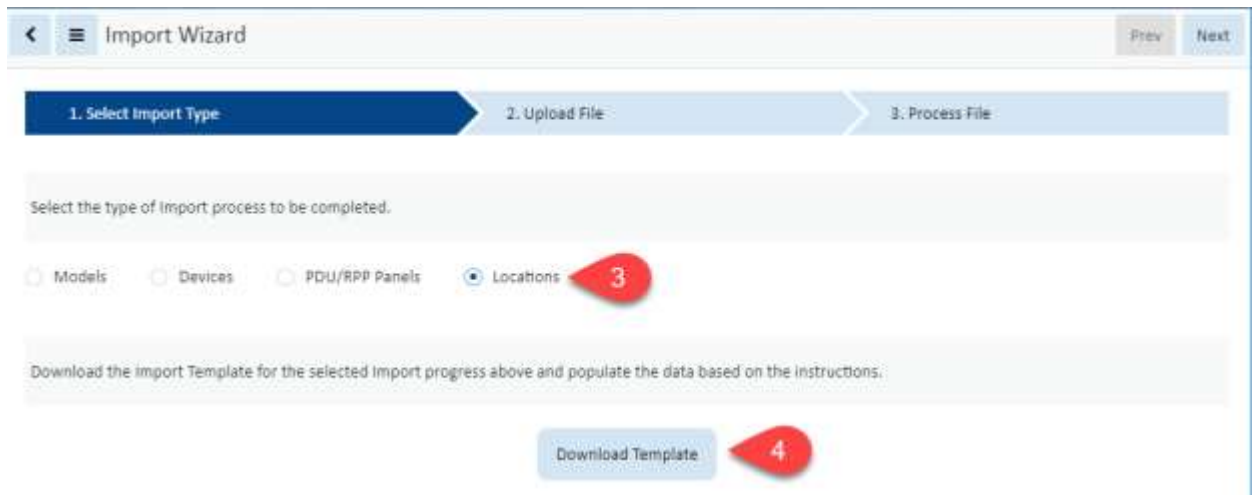 Import Wizard Prev Next
1. Select Import Type 2. Upload File 3. Process File
Select the type of Import process to be completed.
Models Devices PDU/RPP Panels Locations 3
Download the Import Template for the selected Import progress above and populate the data based on the instructions.
Download Template 4